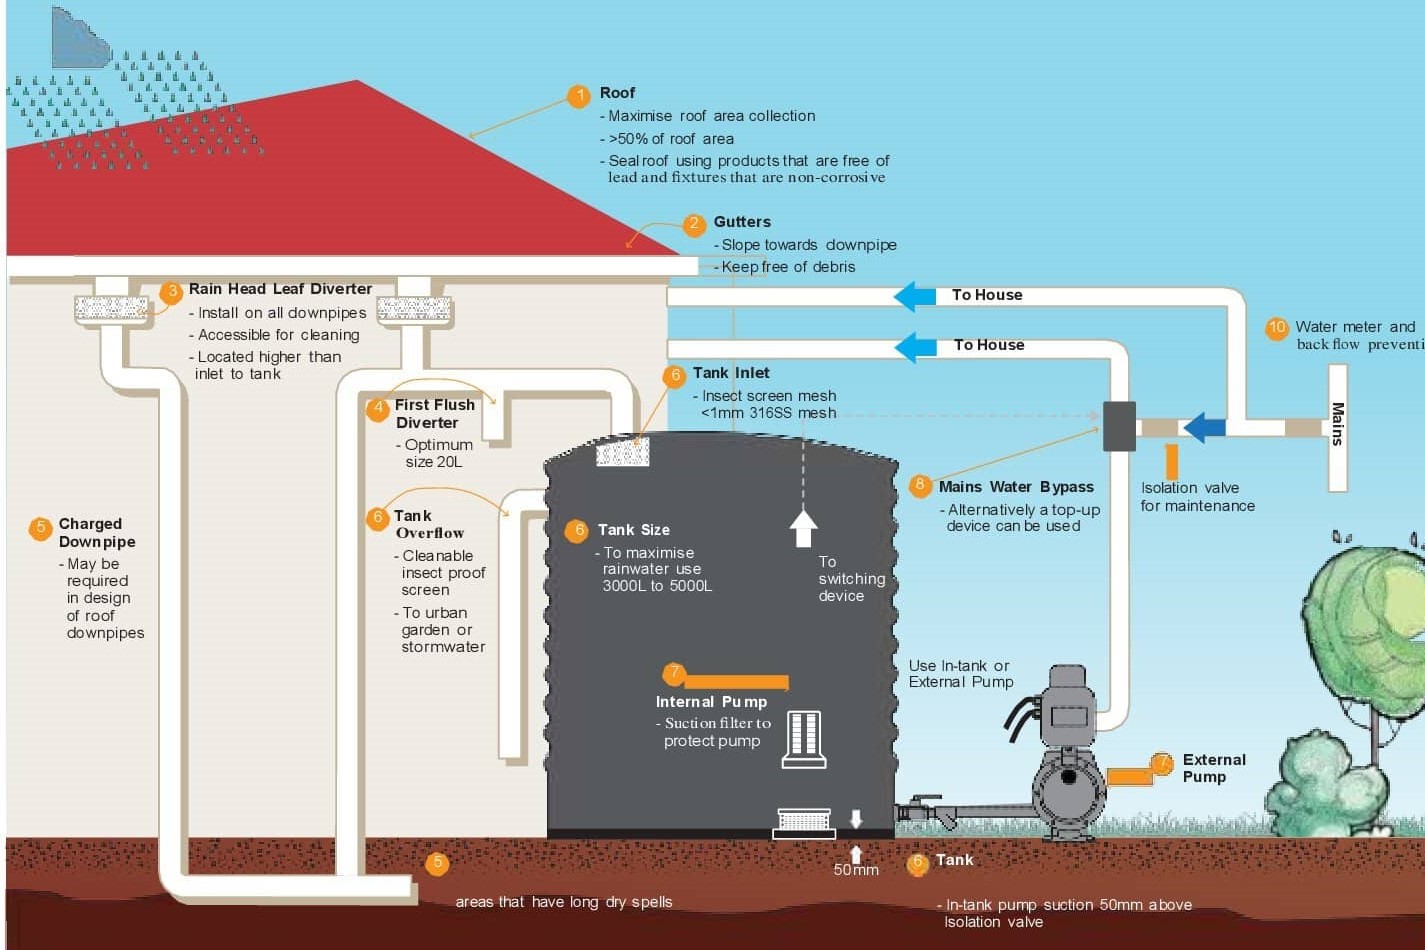 1
Roof
- Maximise roof area collection
- >50% of roof area
- Seal roof using products that are free of
lead and fixtures that are non-corrosive
2
Gutters
- Slope towards downpipe
- Keep free of debris
3
Rain Head Leaf Diverter
- Install on all downpipes
- Accessible for cleaning
- Located higher than
inlet to tank
To House
To House
10
Water meter and
back flow preventi
Mains
6
Tank Inlet
- Insect screen mesh
<1mm 316SS mesh
4
First Flush
Diverter
- Optimum
size 20L
8
Mains Water Bypass
- Alternatively a top-up
device can be used
Isolation valve
for maintenance
5
Charged
Downpipe
- May be
required
in design
of roof
downpipes
6
Tank
Overflow
- Cleanable
insect proof
screen
- To urban
garden or
stormwater
6
Tank Size
- To maximise
rainwater use
3000L to 5000L
To
switching
device
7
Internal Pump
- Suction filter to
protect pump
Use In-tank or
External Pump
7
External
Pump
5
areas that have long dry spells
50mm
6
Tank
- In-tank pump suction 50mm above
Isolation valve